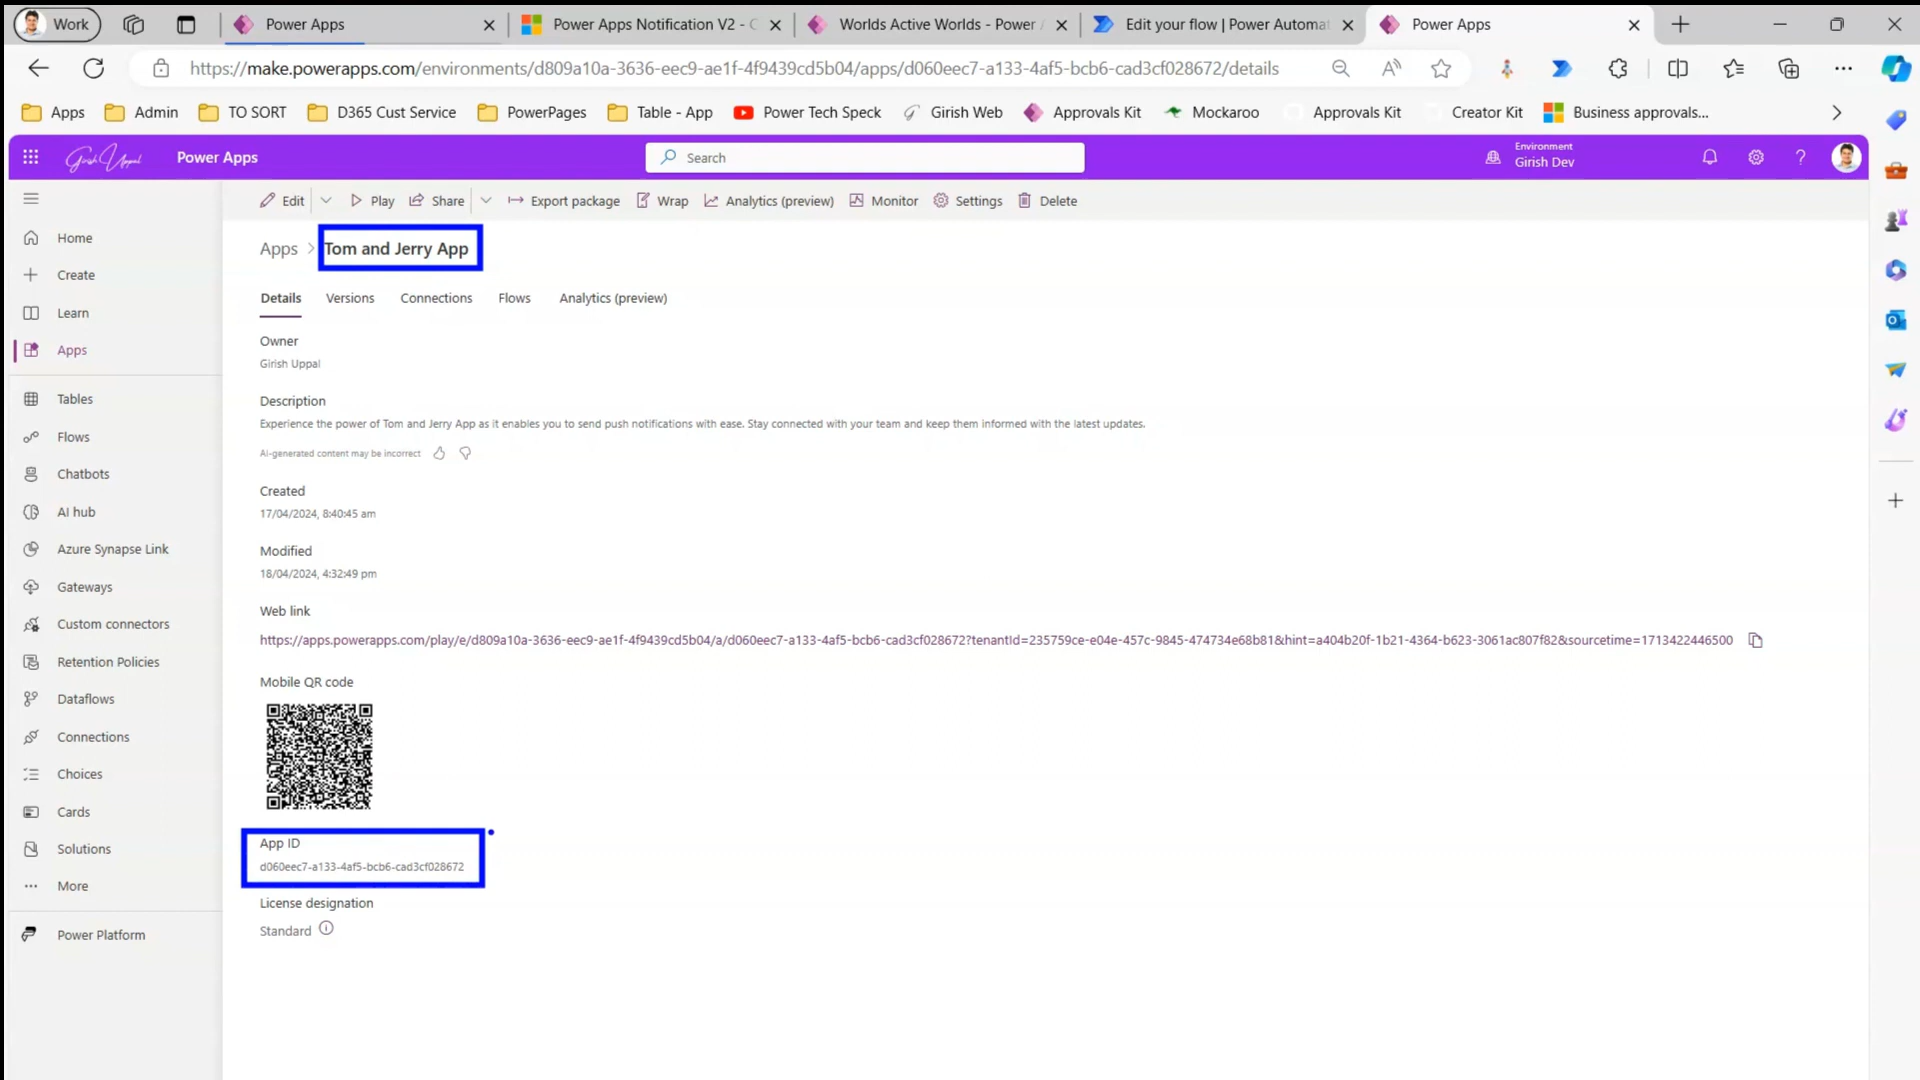 Work
Power Apps
Power Apps Notification V2 - C
Worlds Active Worlds - Power A
Edit your flow | Power Automat
Power Apps
https://make.powerapps.com/environments/d809a10a-3636-eec9-ae1f-4f9439cd5b04/apps/d060eec7-a133-4af5-bcb6-cad3cf028672/details
Apps
Admin
TO SORT
D365 Cust Service
PowerPages
Table - App
Power Tech Speck
Girish Web
Approvals Kit
Mockaroo
Approvals Kit
Creator Kit
Business approvals...
Girish Uppal
Power Apps
Search
Environment
Girish Dev
Edit
Play
Share
Export package
Wrap
Analytics (preview)
Monitor
Settings
Delete
Home
Create
Learn
Apps
Tables
Flows
Chatbots
AI hub
Azure Synapse Link
Gateways
Custom connectors
Retention Policies
Dataflows
Connections
Choices
Cards
Solutions
More
Power Platform
Apps > Tom and Jerry App
Details
Versions
Connections
Flows
Analytics (preview)
Owner
Girish Uppal
Description
Experience the power of Tom and Jerry App as it enables you to send push notifications with ease. Stay connected with your team and keep them informed with the latest updates.
AI-generated content may be incorrect
Created
17/04/2024, 8:40:45 am
Modified
18/04/2024, 4:32:49 pm
Web link
https://apps.powerapps.com/play/e/d809a10a-3636-eec9-ae1f-4f9439cd5b04/a/d060eec7-a133-4af5-bcb6-cad3cf028672?tenantId=235759ce-e04e-457c-9845-474734e68b81&hint=a404b20f-1b21-4364-b623-3061ac807f82&sourcetime=1713422446500
Mobile QR code
App ID
d060eec7-a133-4af5-bcb6-cad3cf028672
License designation
Standard